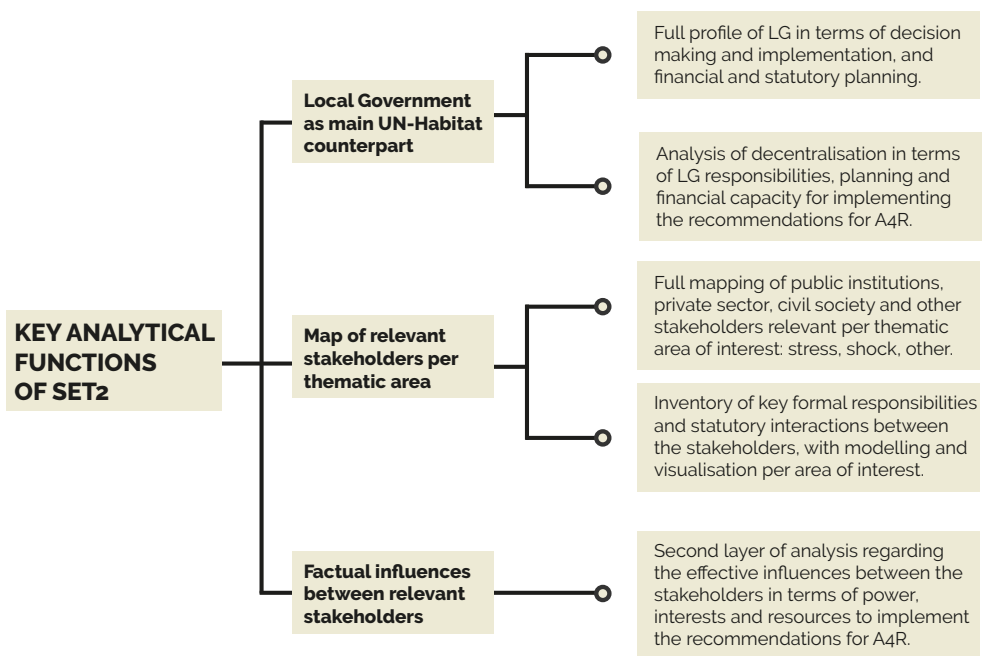 KEY ANALYTICAL
FUNCTIONS
OF SET2
Local Government
as main UN-Habitat
counterpart
Full profile of LG in terms of decision
making and implementation, and
financial and statutory planning.
Analysis of decentralisation in terms
of LG responsibilities, planning and
financial capacity for implementing
the recommendations for A4R.
Map of relevant
stakeholders per
thematic area
Full mapping of public institutions,
private sector, civil society and other
stakeholders relevant per thematic
area of interest: stress, shock, other.
Inventory of key formal responsibilities
and statutory interactions between
the stakeholders, with modelling and
visualisation per area of interest.
Factual influences
between relevant
stakeholders
Second layer of analysis regarding
the effective influences between the
stakeholders in terms of power,
interests and resources to implement
the recommendations for A4R.